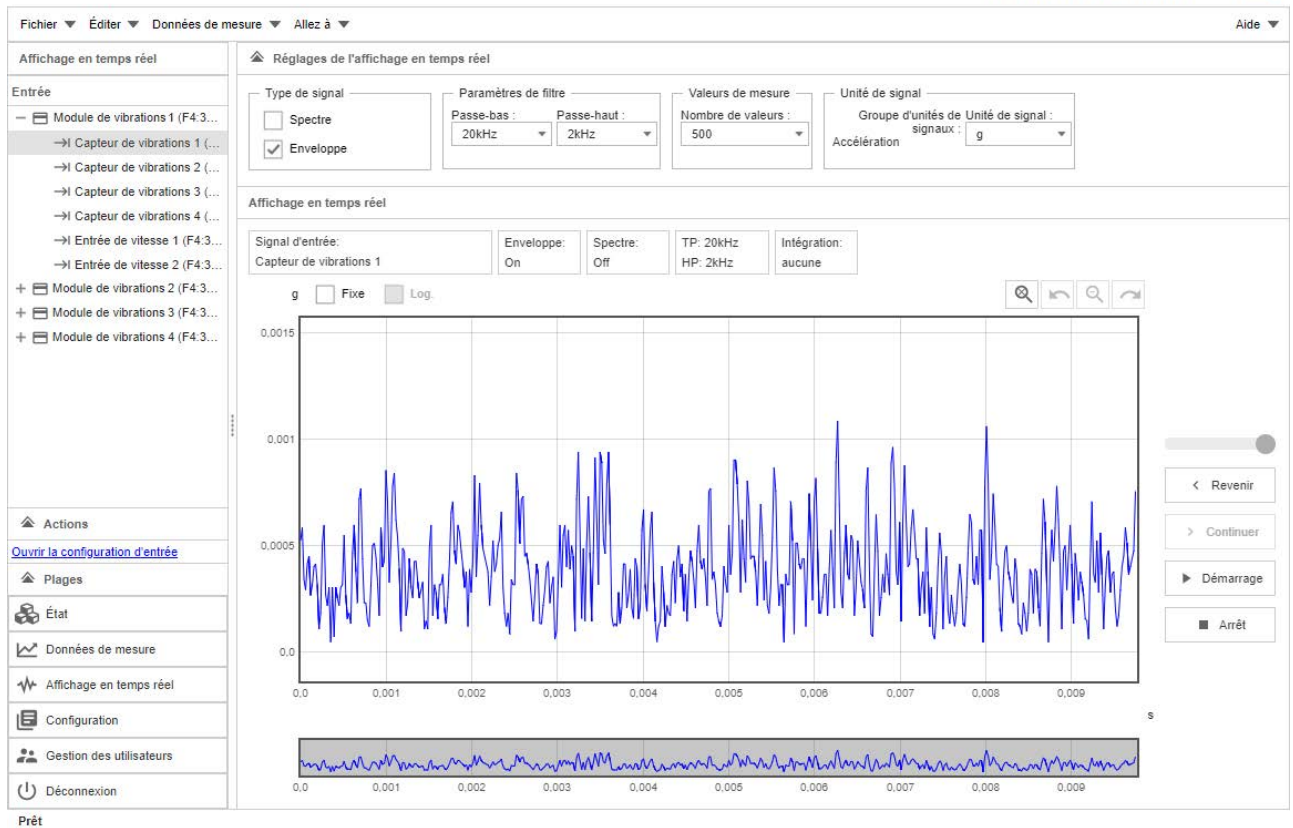 Fichier Éditer Données de mesure Allez à Aide
Affichage en temps réel
Entrée
Module de vibrations 1 (F4:3...
Capteur de vibrations 1 (...
Capteur de vibrations 2 (...
Capteur de vibrations 3 (...
Capteur de vibrations 4 (...
Entrée de vitesse 1 (F4:3...
Entrée de vitesse 2 (F4:3...
Module de vibrations 2 (F4:3...
Module de vibrations 3 (F4:3...
Module de vibrations 4 (F4:3...
Actions
Ouvrir la configuration d'entrée
Plages
État
Données de mesure
Affichage en temps réel
Configuration
Gestion des utilisateurs
Déconnexion
Prêt
Réglages de l'affichage en temps réel
Type de signal
Spectre
Enveloppe
Paramètres de filtre
Passe-bas : Passe-haut :
20kHz 2kHz
Valeurs de mesure
Nombre de valeurs :
500
Unité de signal
Groupe d'unités de signaux :
Accélération
Unité de signal :
g
Affichage en temps réel
Signal d'entrée:
Capteur de vibrations 1
Enveloppe:
On
Spectre:
Off
TP: 20kHz
HP: 2kHz
Intégration:
aucune
g Fixe Log.
0,0015
0,001
0,0005
0,0
0,0 0,001 0,002 0,003 0,004 0,005 0,006 0,007 0,008 0,009
s
0,0 0,001 0,002 0,003 0,004 0,005 0,006 0,007 0,008 0,009
Revenir
Continuer
Démarrage
Arrêt